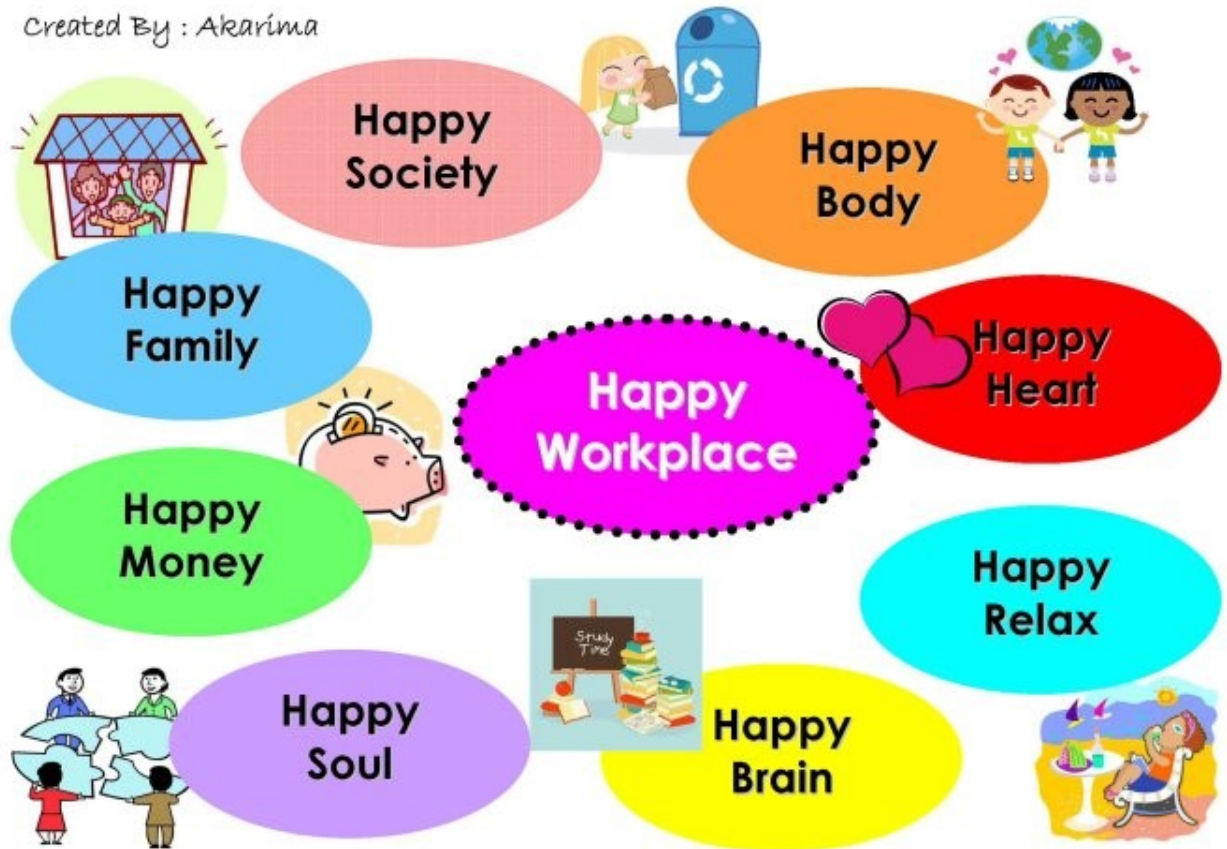 Created By : Akarima
Happy
Society
Happy
Body
Happy
Family
Happy
Heart
Happy
Workplace
Happy
Money
Happy
Relax
Study
Time
Happy
Soul
Happy
Brain